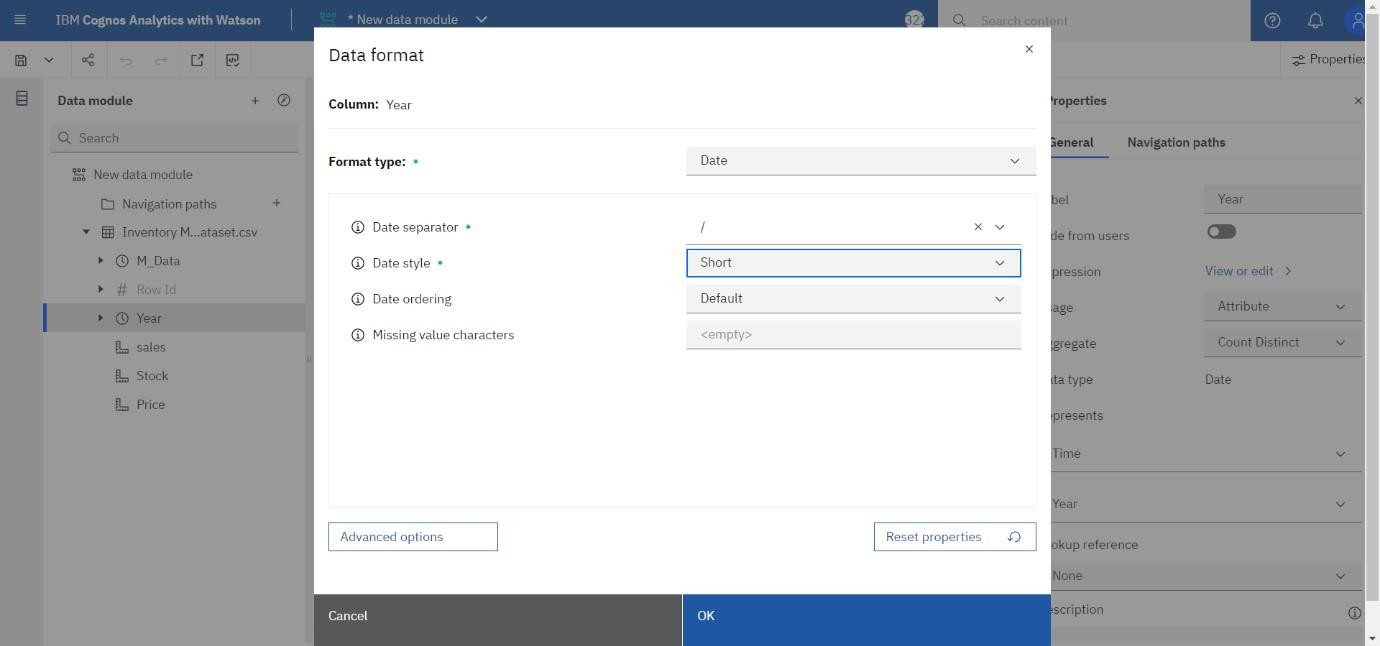 IBM Cognos Analytics with Watson
* New data module
32
Search content
Properties
Data module
Search
New data module
Navigation paths
Inventory M...ataset.csv
M_Data
Row Id
Year
sales
Stock
Price
Data format
Column: Year
Format type: • Date
Date separator • /
Date style • Short
Date ordering Default
Missing value characters <empty>
Advanced options
Reset properties
Cancel
OK
Properties
General Navigation paths
bel Year
de from users
pression View or edit
age Attribute
ggregate Count Distinct
ta type Date
presents
Time
Year
okup reference
None
escription